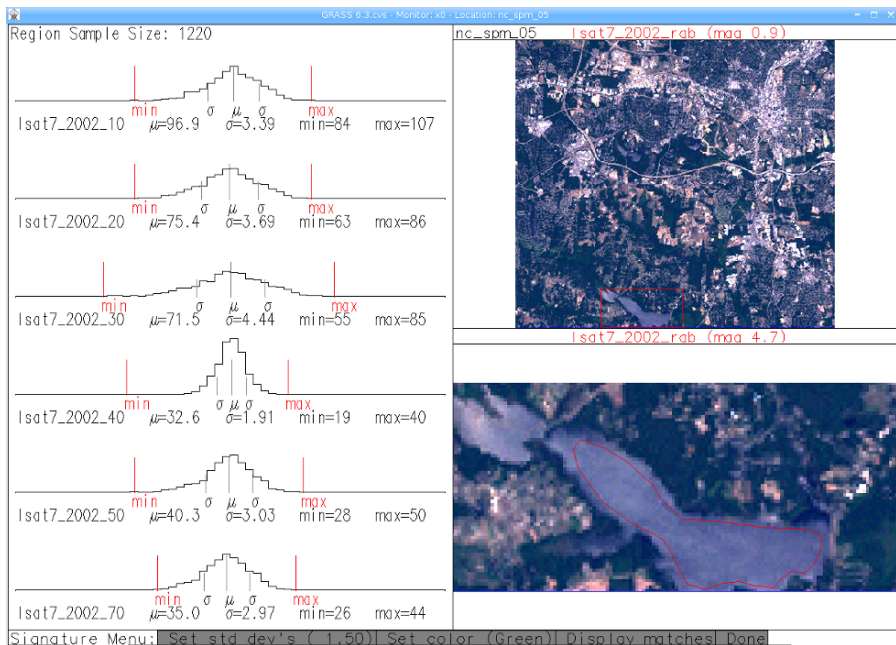 GRASS 6.3.cvs - Monitor: x0 - Location: nc_spm_05
Region Sample Size: 1220
min σ μ σ max
lsat7_2002_10 μ=96.9 σ=3.39 min=84 max=107
min σ μ σ max
lsat7_2002_20 μ=75.4 σ=3.69 min=63 max=86
min σ μ σ max
lsat7_2002_30 μ=71.5 σ=4.44 min=55 max=85
min σ μ σ max
lsat7_2002_40 μ=32.6 σ=1.91 min=19 max=40
min σ μ σ max
lsat7_2002_50 μ=40.3 σ=3.03 min=28 max=50
min σ μ σ max
lsat7_2002_70 μ=35.0 σ=2.97 min=26 max=44
nc_spm_05 lsat7_2002_rab (mag 0.9)
lsat7_2002_rab (mag 4.7)
Signature Menu: Set std dev's ( 1.50) Set color (Green) Display matches Done